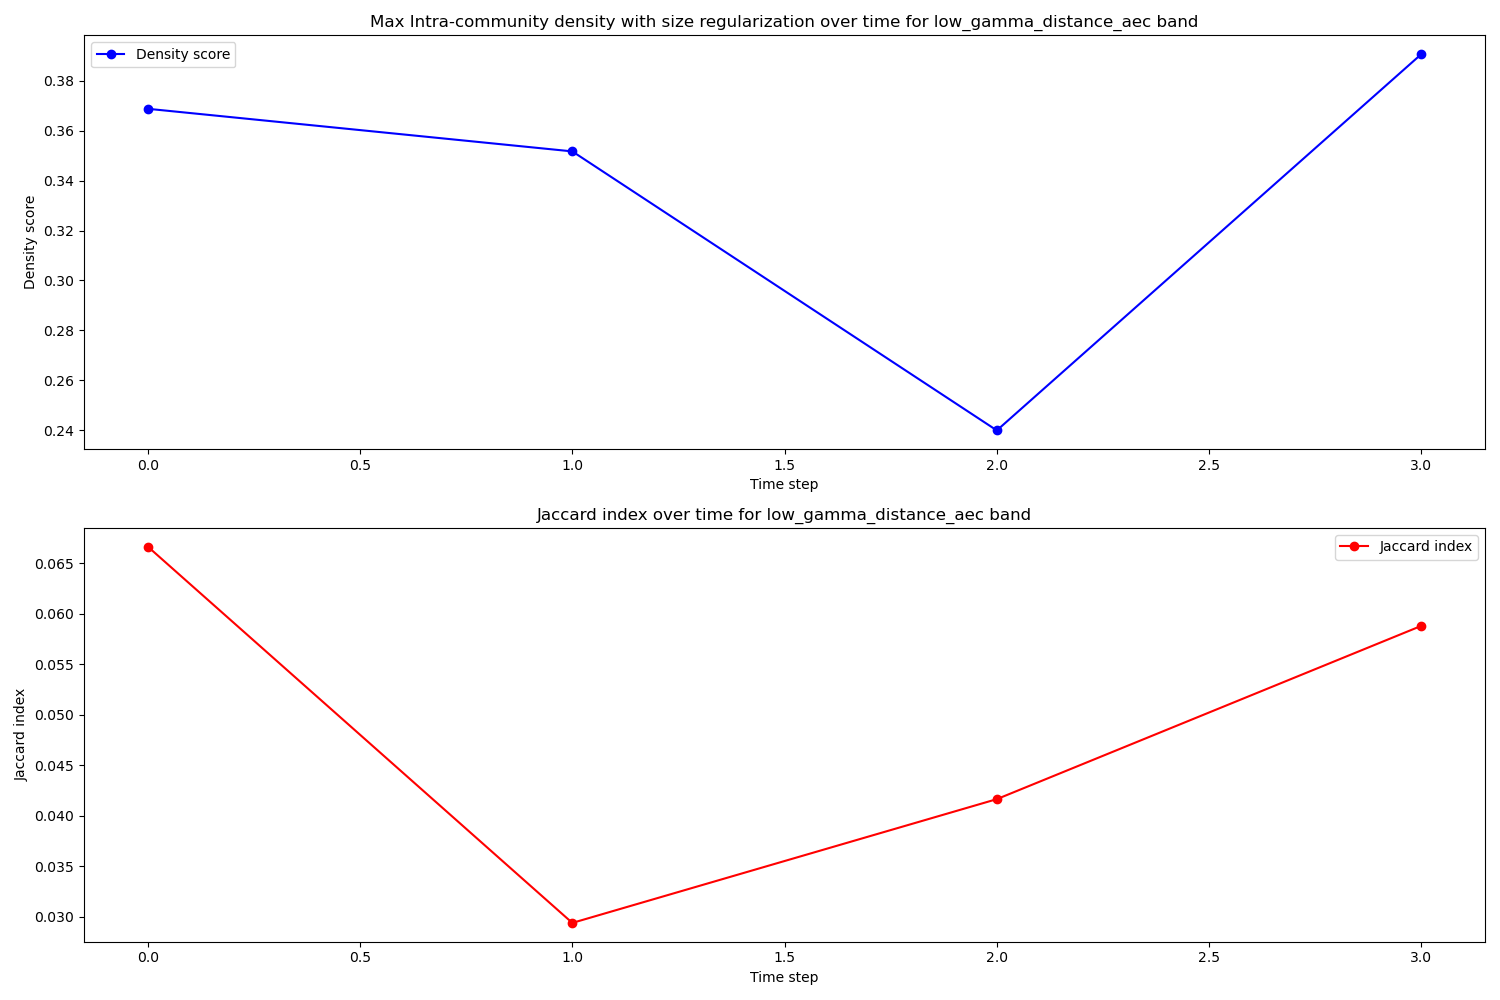 Max Intra-community density with size regularization over time for low_gamma_distance_aec band
Density score
Density score
0.38
0.36
0.34
0.32
0.30
0.28
0.26
0.24
0.0 0.5 1.0 1.5 2.0 2.5 3.0
Time step
Jaccard index over time for low_gamma_distance_aec band
Jaccard index
Jaccard index
0.065
0.060
0.055
0.050
0.045
0.040
0.035
0.030
0.0 0.5 1.0 1.5 2.0 2.5 3.0
Time step